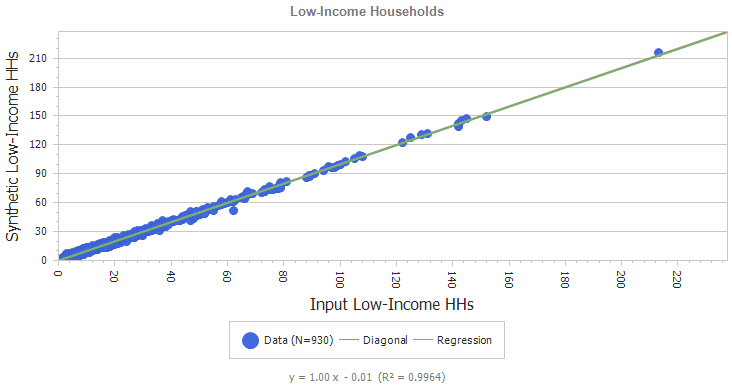 Low-Income Households
Synthetic Low-Income HHs
210
180
150
120
90
60
30
0
0 20 40 60 80 100 120 140 160 180 200 220
Input Low-Income HHs
Data (N=930) Diagonal Regression
y = 1.00 x - 0.01 (R² = 0.9964)